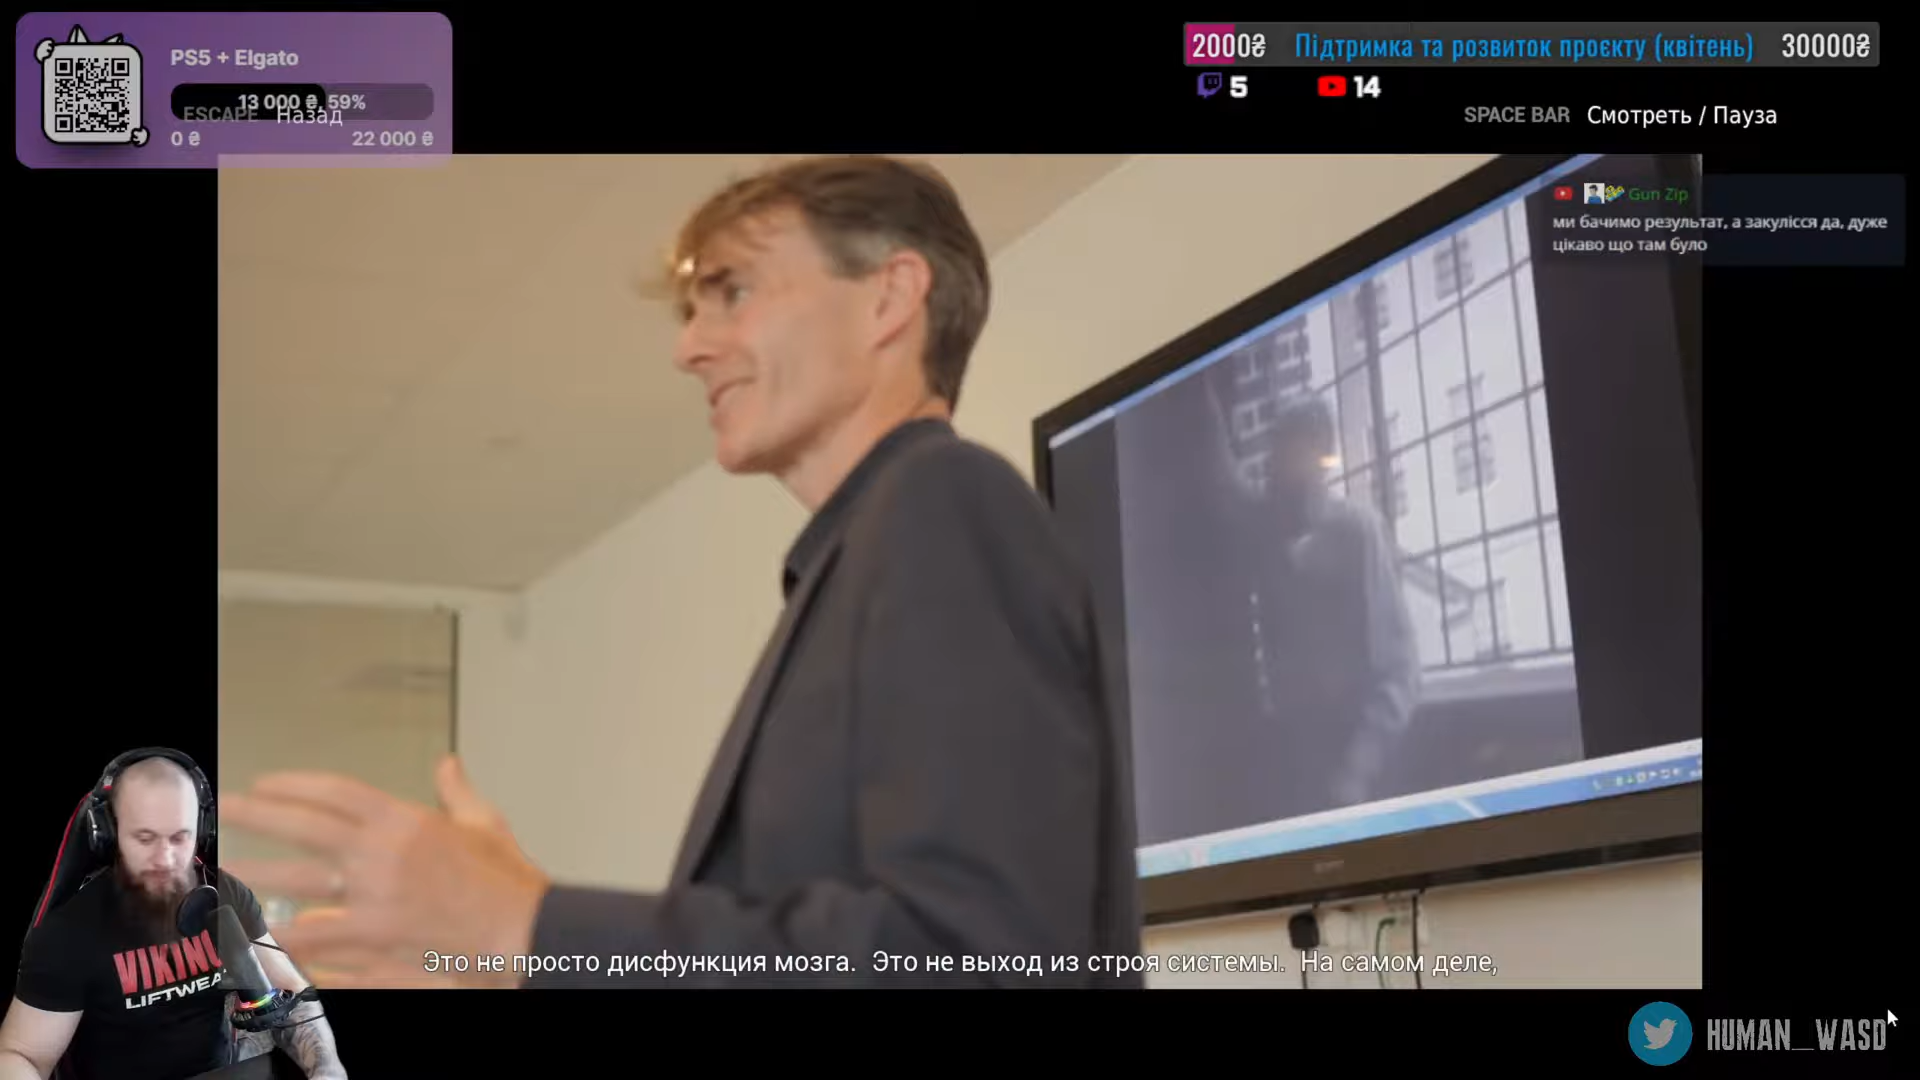 PS5 + Elgato
13 000 ₴, 59%
ESCAPE Назад
0 ₴ 22 000 ₴
2000₴ Підтримка та розвиток проєкту (квітень) 30000₴
5 14
SPACE BAR Смотреть / Пауза
Gun Zip
ми бачимо результат, а закулісся да, дуже
цікаво що там було
VIKING
LIFTWEA
Это не просто дисфункция мозга. Это не выход из строя системы. На самом деле,
HUMAN_WASD